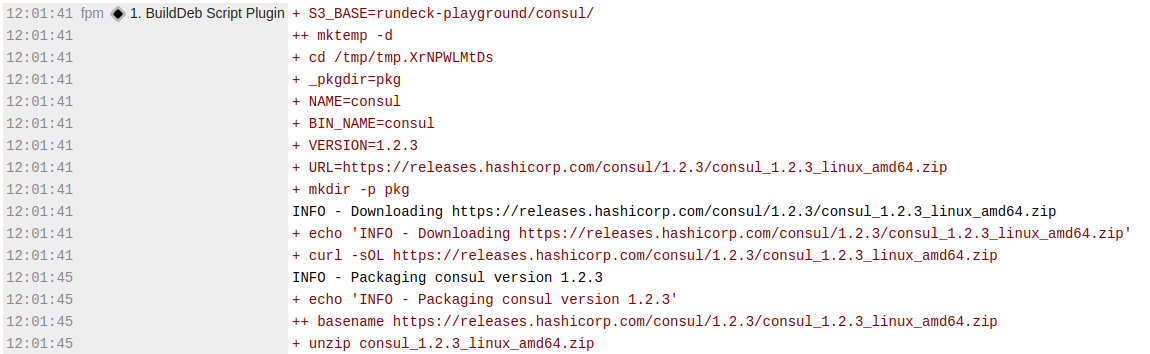 12:01:41 fpm 1. BuildDeb Script Plugin + S3_BASE=rundeck-playground/consul/
12:01:41 ++ mktemp -d
12:01:41 + cd /tmp/tmp.XrNPWLMtDs
12:01:41 + _pkgdir=pkg
12:01:41 + NAME=consul
12:01:41 + BIN_NAME=consul
12:01:41 + VERSION=1.2.3
12:01:41 + URL=https://releases.hashicorp.com/consul/1.2.3/consul_1.2.3_linux_amd64.zip
12:01:41 + mkdir -p pkg
12:01:41 INFO - Downloading https://releases.hashicorp.com/consul/1.2.3/consul_1.2.3_linux_amd64.zip
12:01:41 + echo 'INFO - Downloading https://releases.hashicorp.com/consul/1.2.3/consul_1.2.3_linux_amd64.zip'
12:01:41 + curl -sOL https://releases.hashicorp.com/consul/1.2.3/consul_1.2.3_linux_amd64.zip
12:01:45 INFO - Packaging consul version 1.2.3
12:01:45 + echo 'INFO - Packaging consul version 1.2.3'
12:01:45 ++ basename https://releases.hashicorp.com/consul/1.2.3/consul_1.2.3_linux_amd64.zip
12:01:45 + unzip consul_1.2.3_linux_amd64.zip